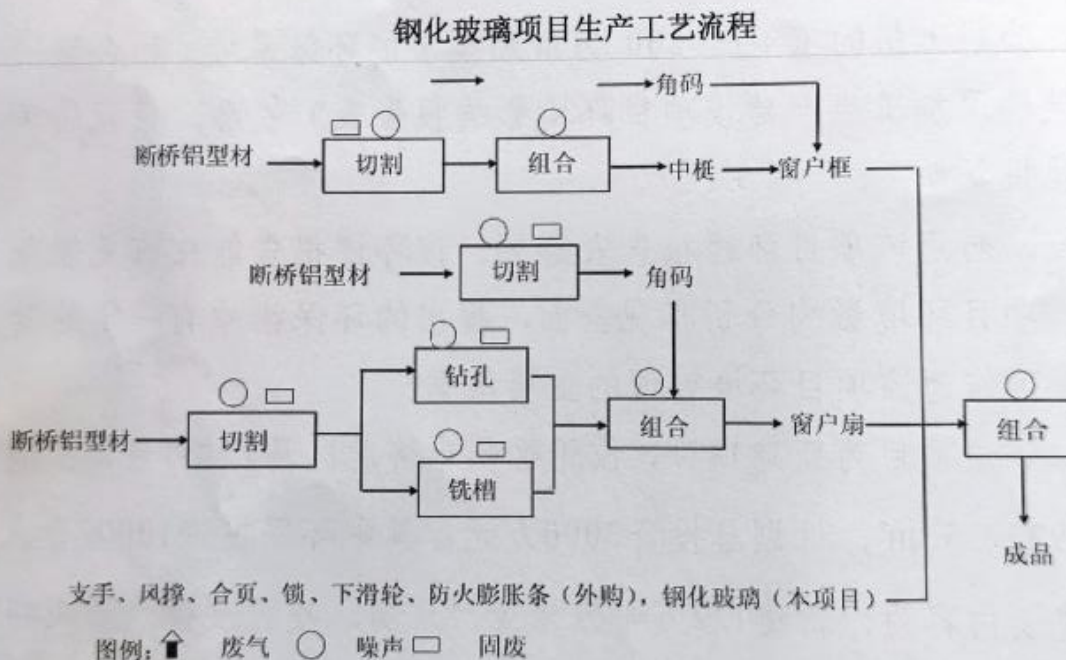 钢化玻璃项目生产工艺流程
角码
断桥铝型材 切割 组合 中梃 窗户框
断桥铝型材 切割 角码
钻孔
断桥铝型材 切割 组合 窗户扇 组合
铣槽
成品
支手、风撑、合页、锁、下滑轮、防火膨胀条（外购），钢化玻璃（本项目）
图例： 废气 噪声 固废